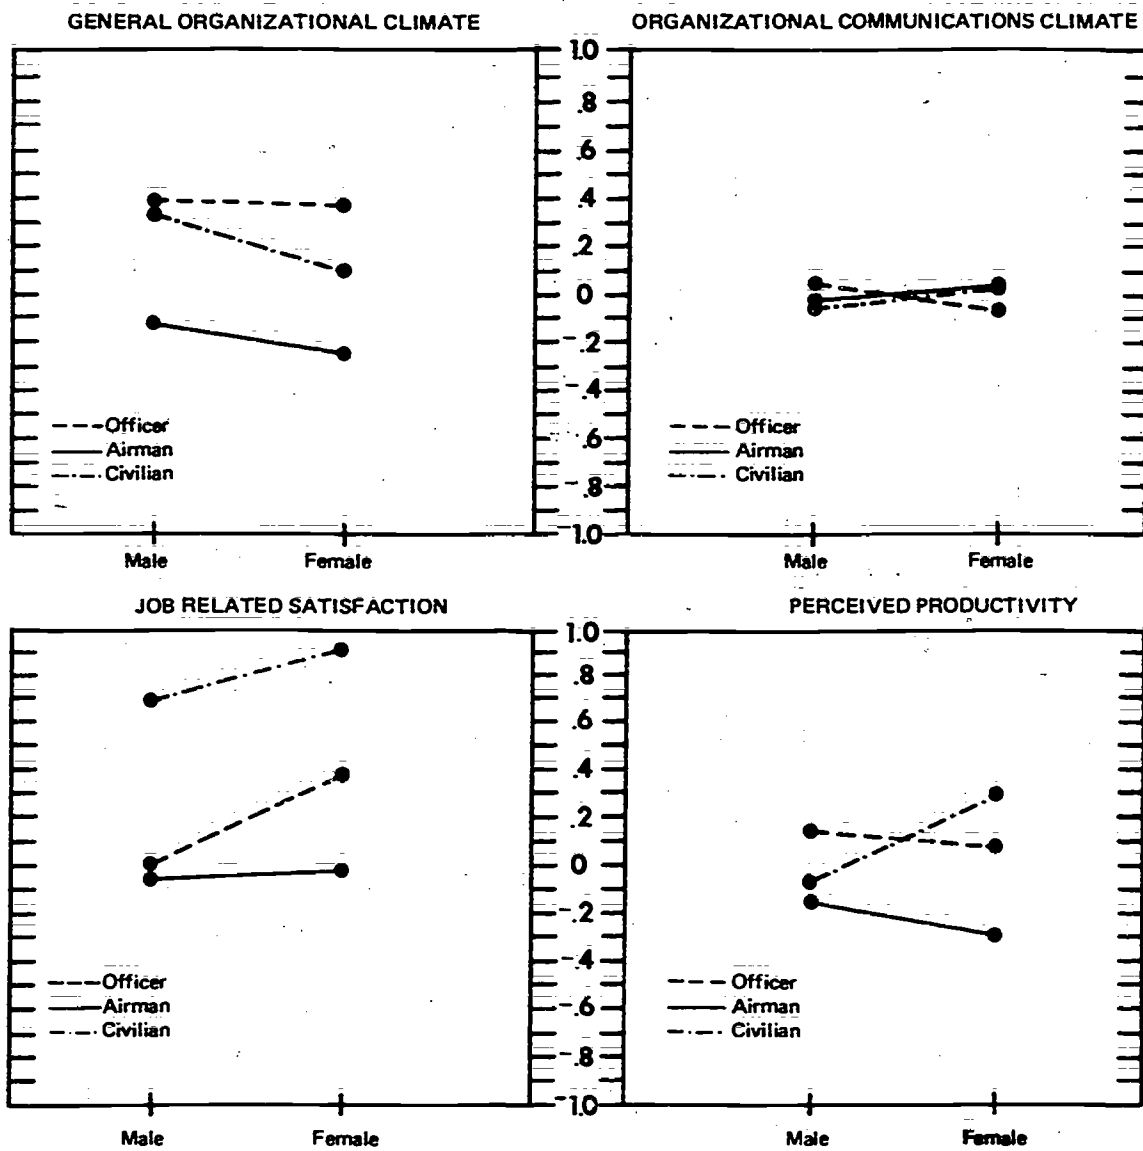 GENERAL ORGANIZATIONAL CLIMATE
ORGANIZATIONAL COMMUNICATIONS CLIMATE
1.0
.8
.6
.4
.2
0
-.2
-.4
-.6
-.8
-1.0
Officer
Airman
Civilian
Officer
Airman
Civilian
Male
Female
Male
Female
JOB RELATED SATISFACTION
PERCEIVED PRODUCTIVITY
1.0
.8
.6
.4
.2
0
-.2
-.4
-.6
-.8
-1.0
Officer
Airman
Civilian
Officer
Airman
Civilian
Male
Female
Male
Female